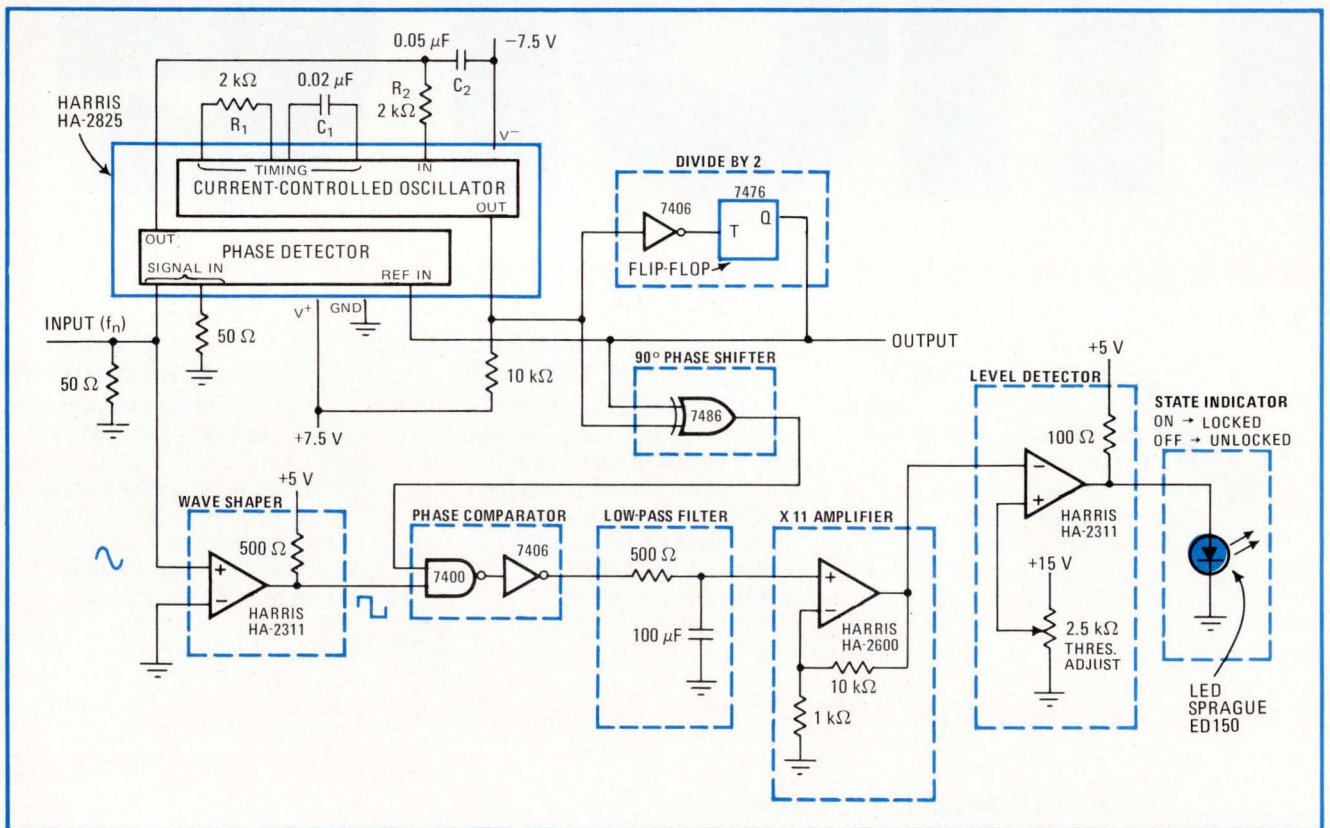 0.05 µF
−7.5 V
2 kΩ
0.02 µF
R2
2 kΩ
C2
HARRIS
HA-2825
R1
C1
V−
TIMING
IN
CURRENT-CONTROLLED OSCILLATOR
OUT
DIVIDE BY 2
7406
7476
T
Q
FLIP-FLOP
OUT
PHASE DETECTOR
SIGNAL IN
REF IN
INPUT (fn)
V+
GND
50 Ω
50 Ω
10 kΩ
+7.5 V
OUTPUT
90° PHASE SHIFTER
7486
+5 V
LEVEL DETECTOR
100 Ω
STATE INDICATOR
ON → LOCKED
OFF → UNLOCKED
+
−
HARRIS
HA-2311
+15 V
2.5 kΩ
THRES.
ADJUST
LED
SPRAGUE
ED150
WAVE SHAPER
+5 V
500 Ω
+
−
HARRIS
HA-2311
PHASE COMPARATOR
7406
7400
LOW-PASS FILTER
500 Ω
100 µF
X 11 AMPLIFIER
+
−
HARRIS
HA-2600
10 kΩ
1 kΩ